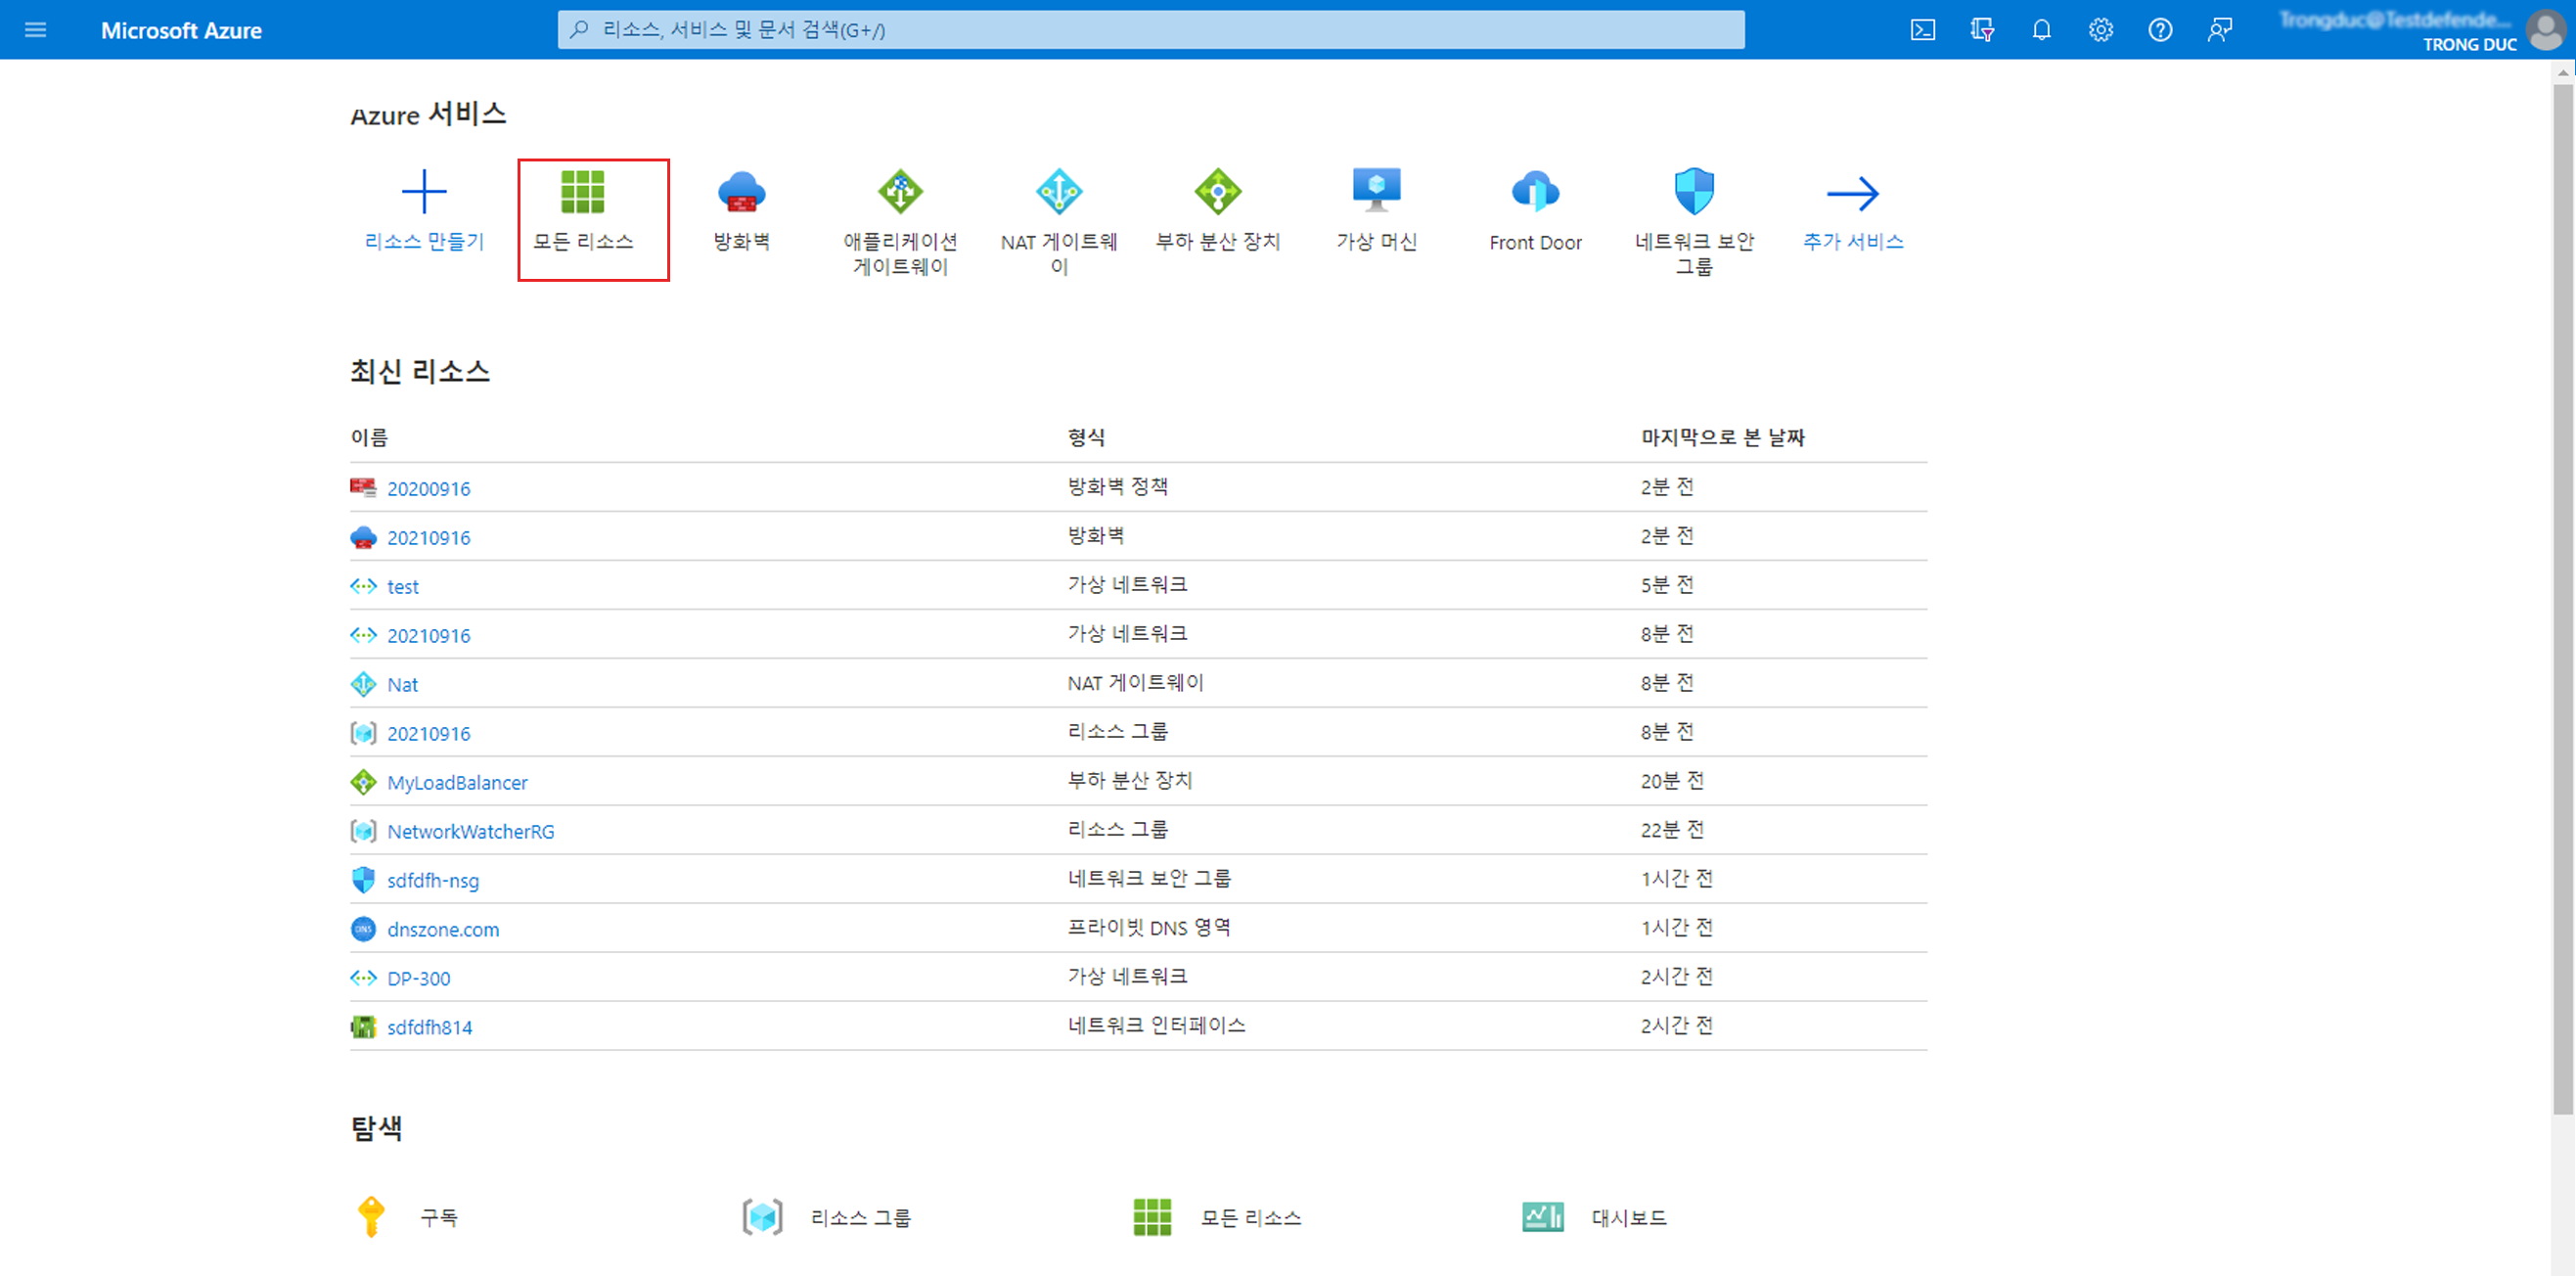 Microsoft Azure
리소스, 서비스 및 문서 검색(G+/)
Trongduc@Testdefende...
TRONG DUC
Azure 서비스
리소스 만들기
모든 리소스
방화벽
애플리케이션
게이트웨이
NAT 게이트웨
이
부하 분산 장치
가상 머신
Front Door
네트워크 보안
그룹
추가 서비스
최신 리소스
이름 형식 마지막으로 본 날짜
20200916 방화벽 정책 2분 전
20210916 방화벽 2분 전
test 가상 네트워크 5분 전
20210916 가상 네트워크 8분 전
Nat NAT 게이트웨이 8분 전
20210916 리소스 그룹 8분 전
MyLoadBalancer 부하 분산 장치 20분 전
NetworkWatcherRG 리소스 그룹 22분 전
sdfdfh-nsg 네트워크 보안 그룹 1시간 전
DNS dnszone.com 프라이빗 DNS 영역 1시간 전
DP-300 가상 네트워크 2시간 전
sdfdfh814 네트워크 인터페이스 2시간 전
탐색
구독
리소스 그룹
모든 리소스
대시보드